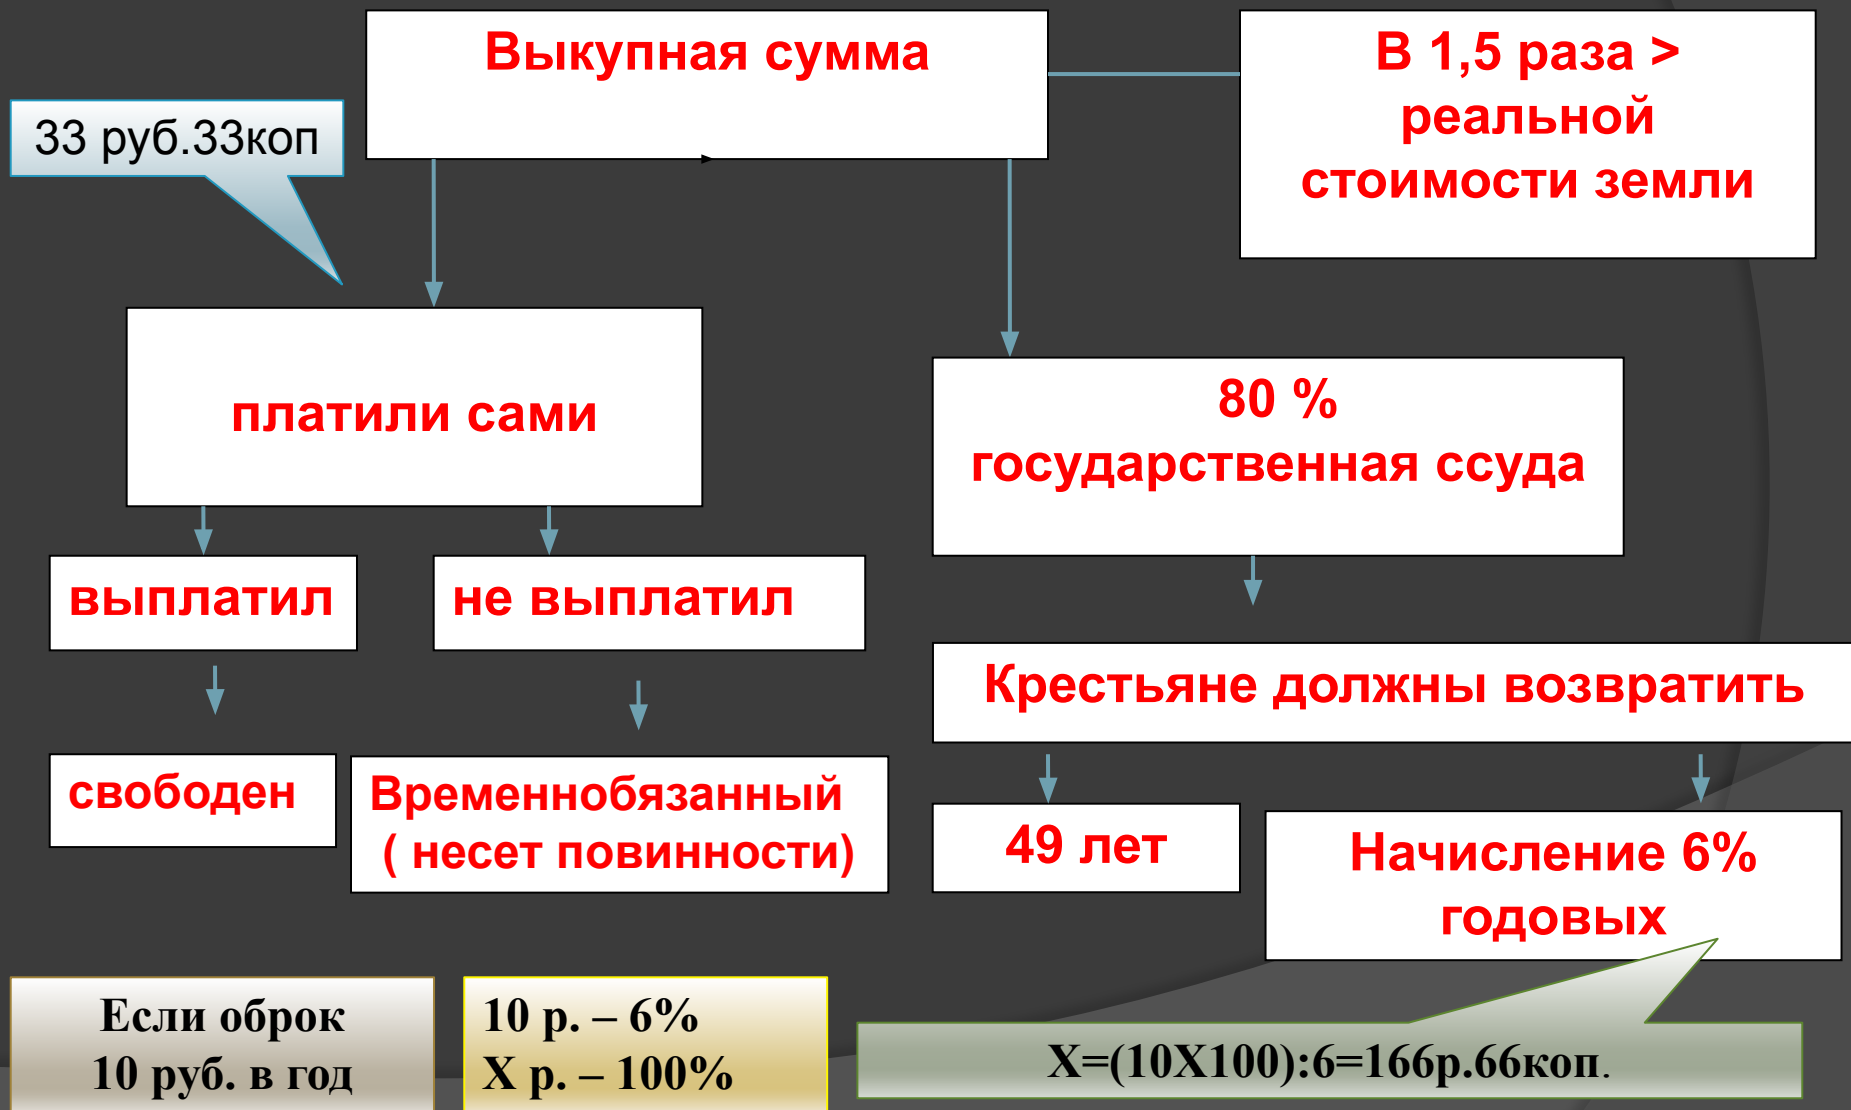 Выкупная сумма
В 1,5 раза >
реальной
стоимости земли
33 руб.33коп
платили сами
80 %
государственная ссуда
выплатил
не выплатил
Крестьяне должны возвратить
свободен
Временнобязанный
( несет повинности)
49 лет
Начисление 6%
годовых
Если оброк
10 руб. в год
10 р. – 6%
Х р. – 100%
Х=(10Х100):6=166р.66коп.